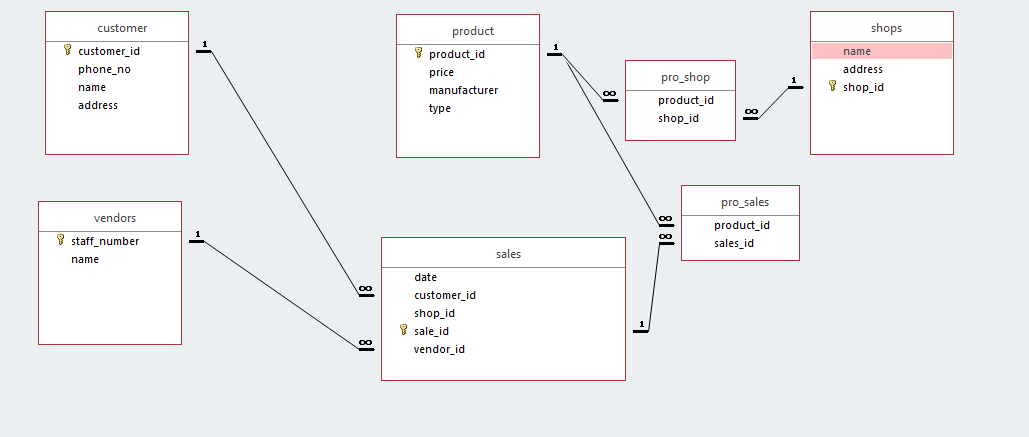 customer
customer_id
phone_no
name
address
product
product_id
price
manufacturer
type
pro_shop
product_id
shop_id
shops
name
address
shop_id
vendors
staff_number
name
sales
date
customer_id
shop_id
sale_id
vendor_id
pro_sales
product_id
sales_id
1
∞
1
∞
1
∞
∞
1
∞
1
∞